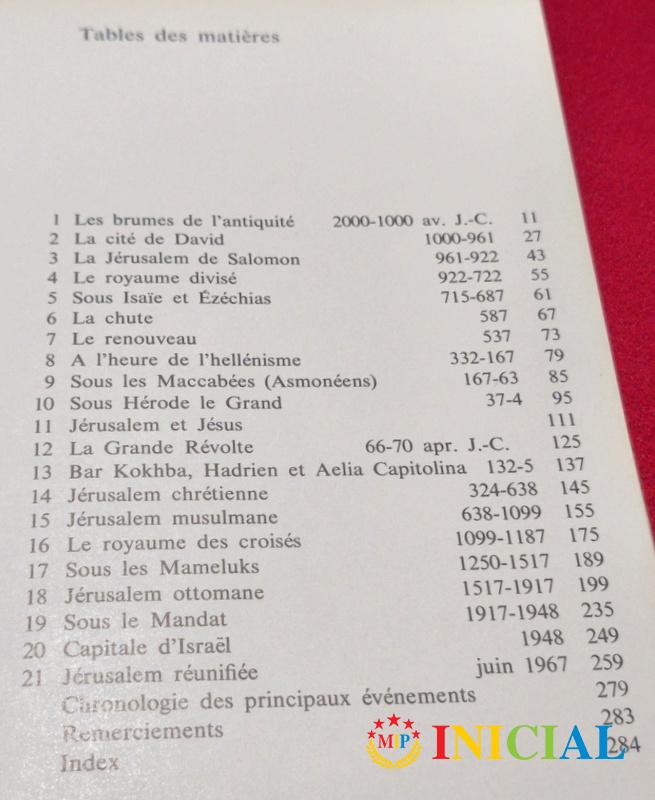 Tables des matières
1 Les brumes de l'antiquité 2000-1000 av. J.-C. 11
2 La cité de David 1000-961 27
3 La Jérusalem de Salomon 961-922 43
4 Le royaume divisé 922-722 55
5 Sous Isaïe et Ézéchias 715-687 61
6 La chute 587 67
7 Le renouveau 537 73
8 A l'heure de l'hellénisme 332-167 79
9 Sous les Maccabées (Asmonéens) 167-63 85
10 Sous Hérode le Grand 37-4 95
11 Jérusalem et Jésus 111
12 La Grande Révolte 66-70 apr. J.-C. 125
13 Bar Kokhba, Hadrien et Aelia Capitolina 132-5 137
14 Jérusalem chrétienne 324-638 145
15 Jérusalem musulmane 638-1099 155
16 Le royaume des croisés 1099-1187 175
17 Sous les Mameluks 1250-1517 189
18 Jérusalem ottomane 1517-1917 199
19 Sous le Mandat 1917-1948 235
20 Capitale d'Israël 1948 249
21 Jérusalem réunifiée juin 1967 259
Chronologie des principaux événements 279
Remerciements 283
Index 284
MP INICIAL